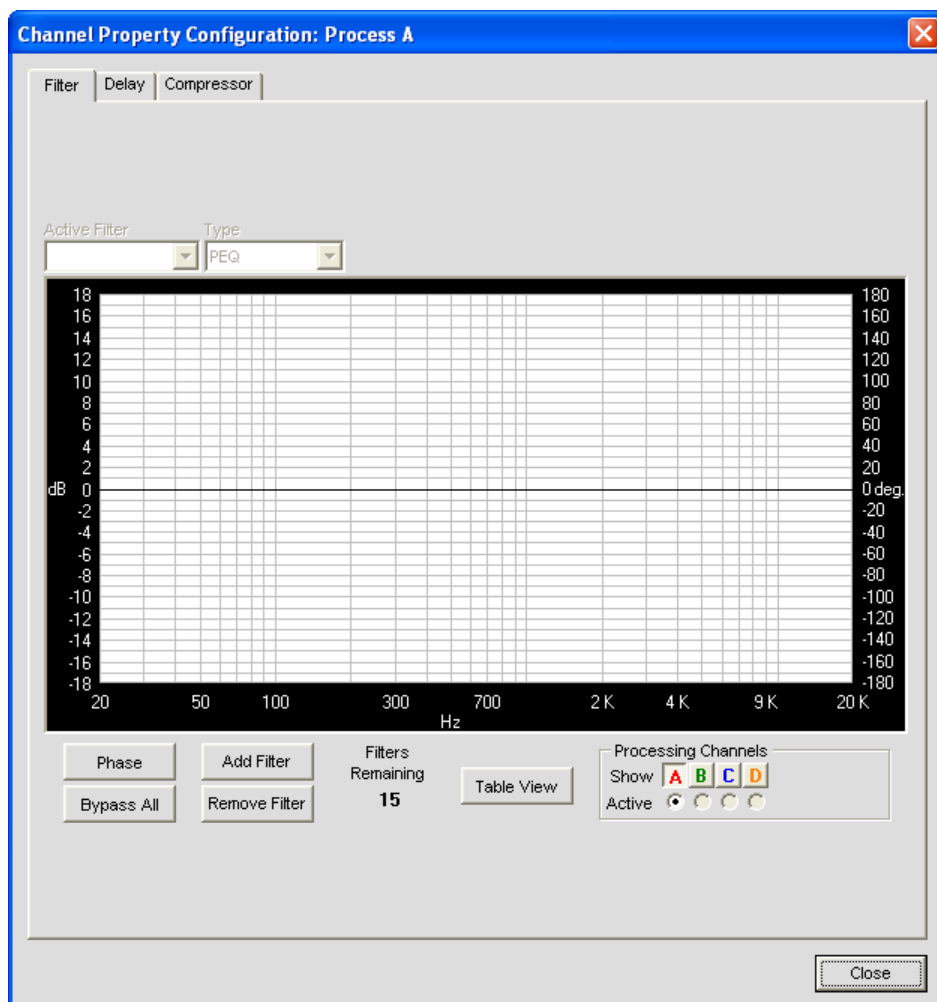 Channel Property Configuration: Process A
Filter Delay Compressor
Active Filter Type
PEQ
18 180
16 160
14 140
12 120
10 100
8 80
6 60
4 40
2 20
dB 0 0 deg.
-2 -20
-4 -40
-6 -60
-8 -80
-10 -100
-12 -120
-14 -140
-16 -160
-18 -180
20 50 100 300 700 2 K 4 K 9 K 20 K
Hz
Phase Add Filter Filters Remaining 15 Table View
Bypass All Remove Filter
Processing Channels
Show A B C D
Active
Close